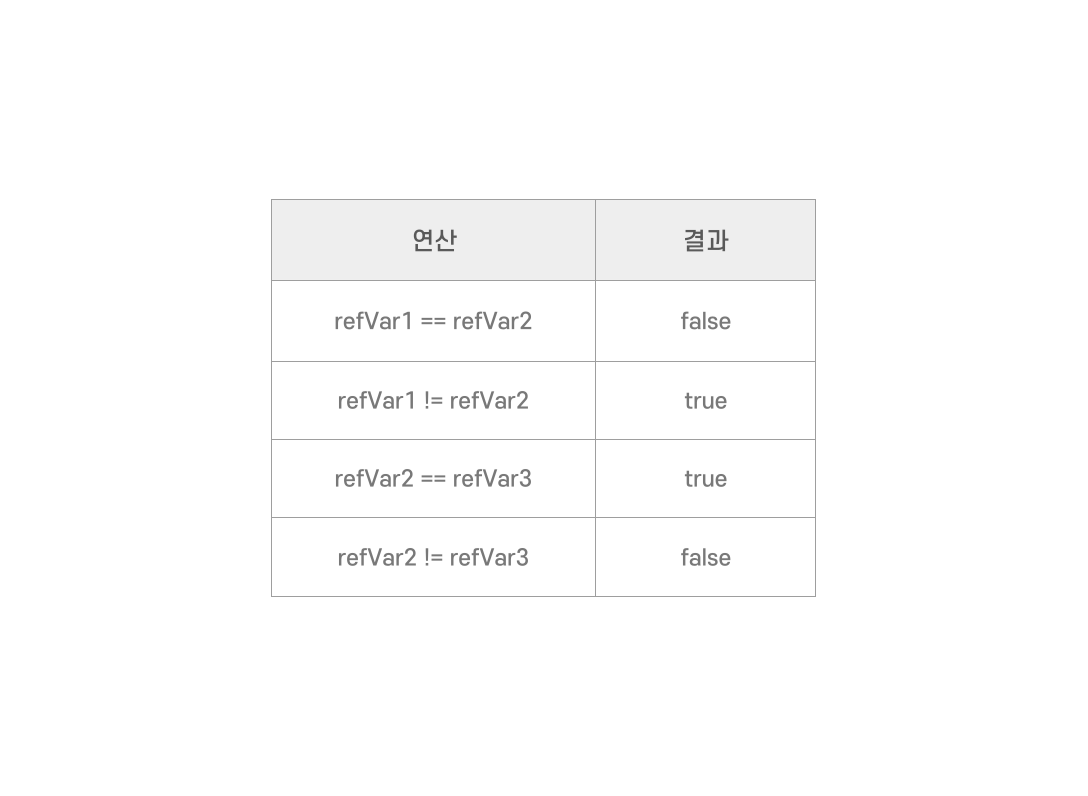 연산 결과
refVar1 == refVar2 false
refVar1 != refVar2 true
refVar2 == refVar3 true
refVar2 != refVar3 false